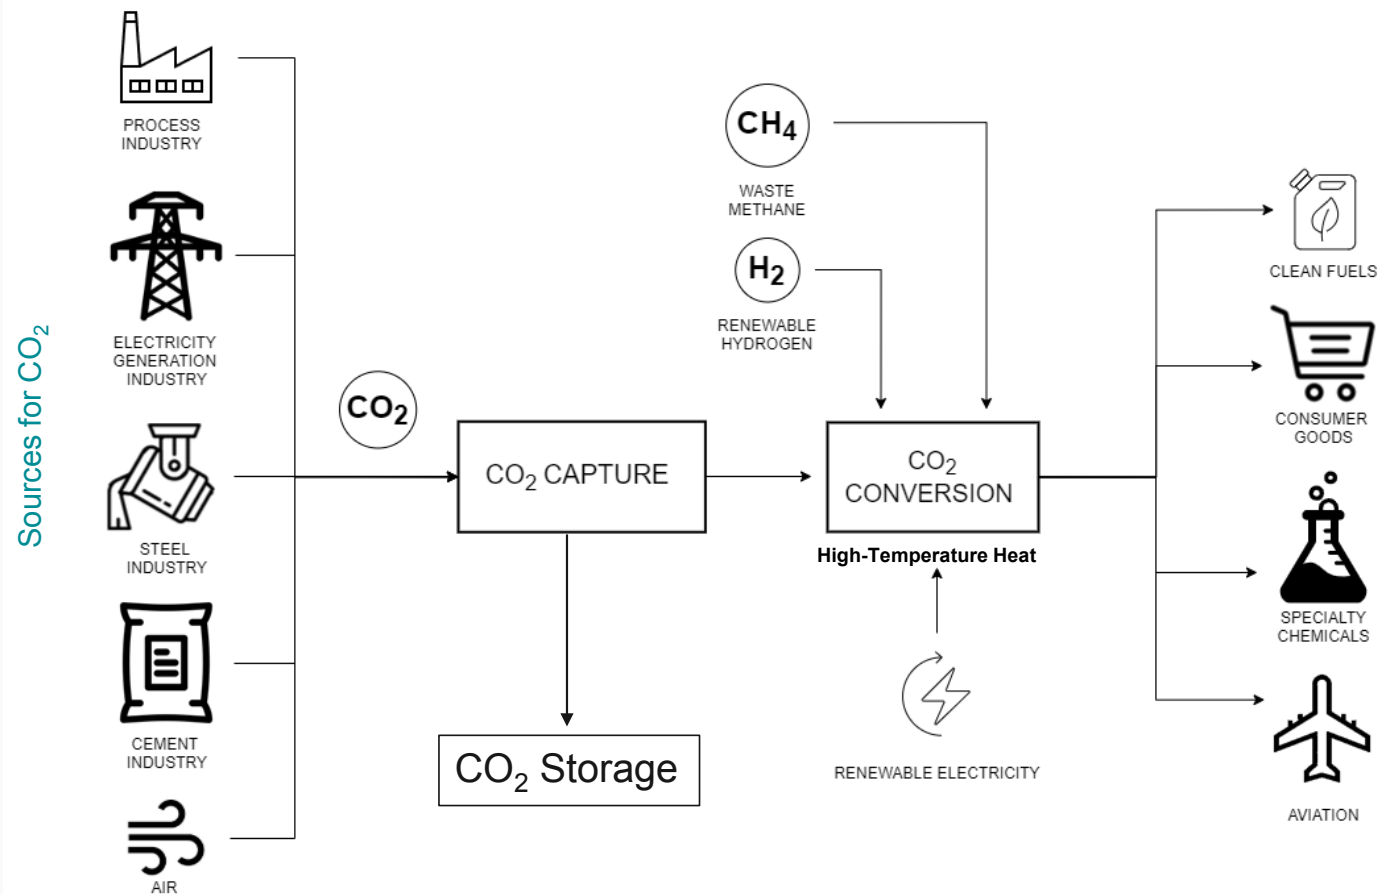 Sources for CO₂
PROCESS
INDUSTRY
ELECTRICITY
GENERATION
INDUSTRY
STEEL
INDUSTRY
CEMENT
INDUSTRY
AIR
CO₂
CO₂ CAPTURE
CO₂ Storage
CH₄
WASTE
METHANE
H₂
RENEWABLE
HYDROGEN
CO₂
CONVERSION
High-Temperature Heat
RENEWABLE ELECTRICITY
CLEAN FUELS
CONSUMER
GOODS
SPECIALTY
CHEMICALS
AVIATION